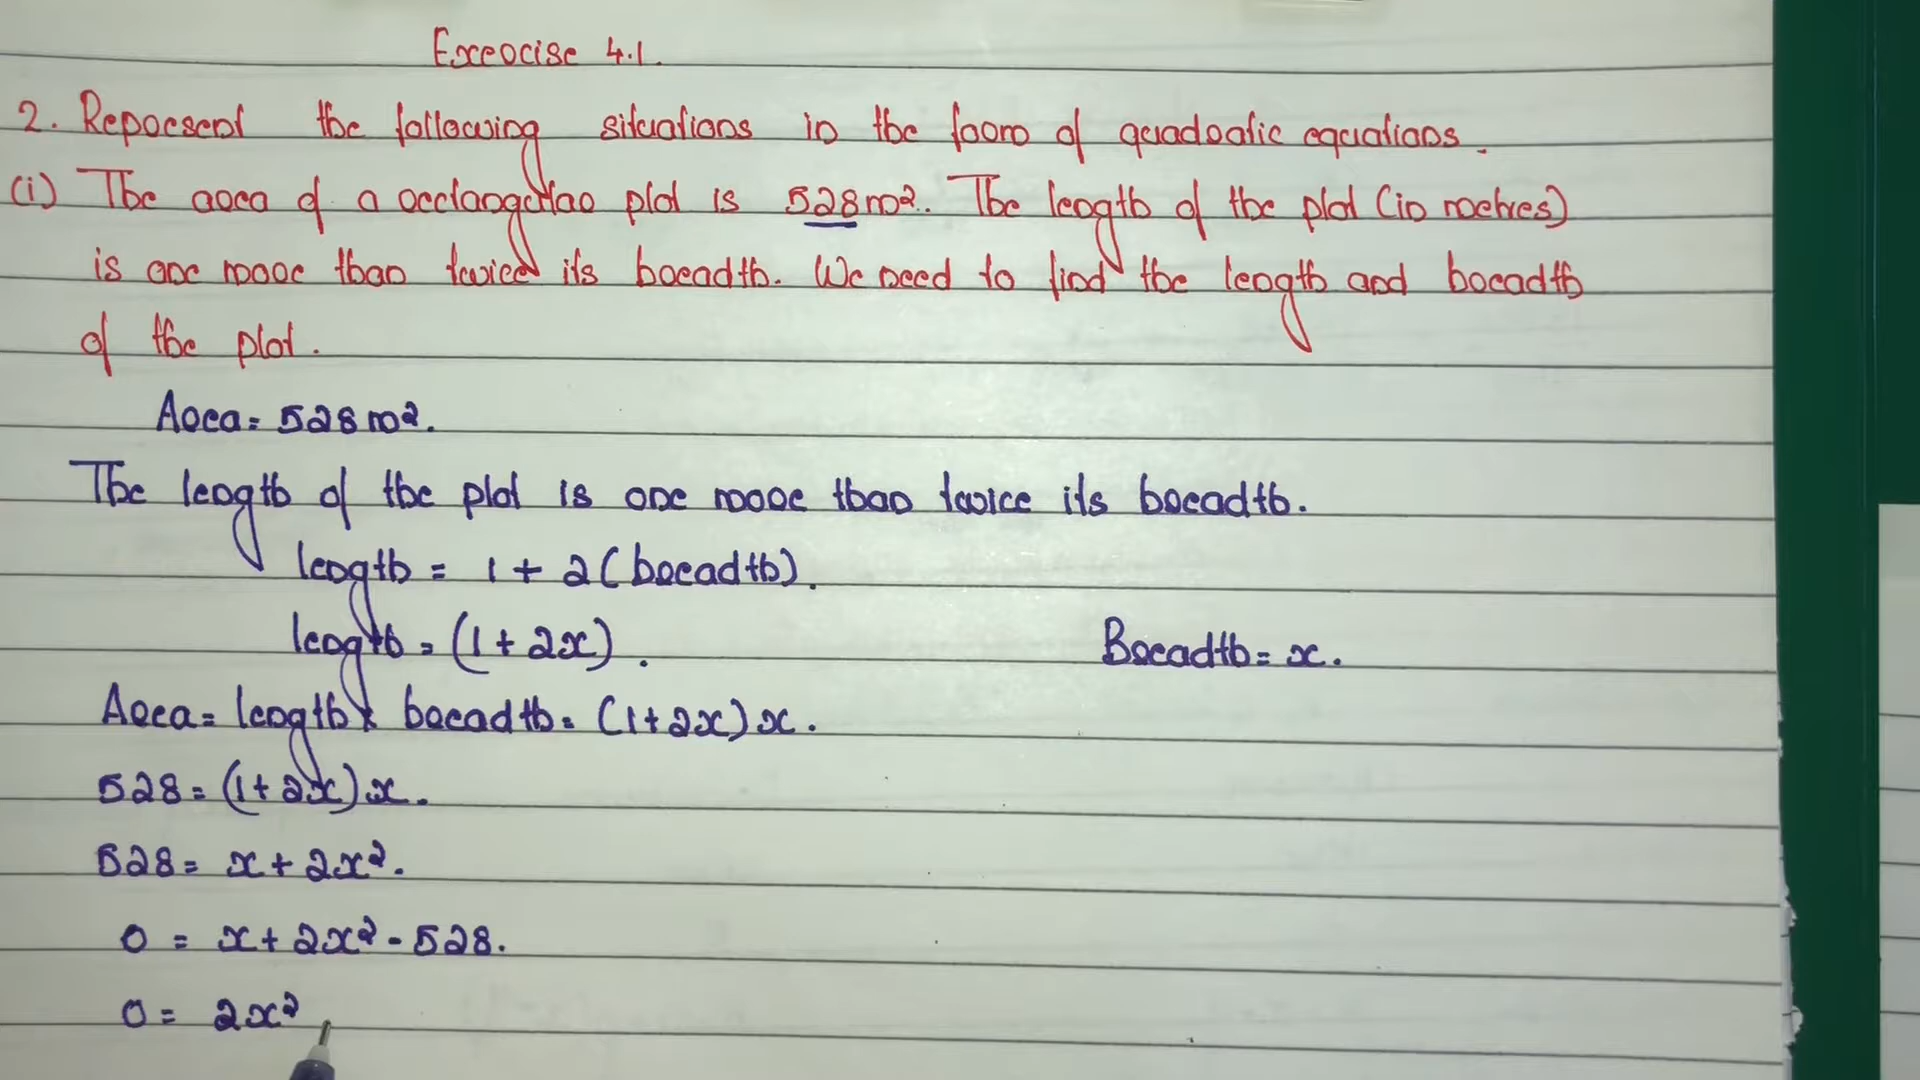 Exercise 4.1.
2. Represent the following situations in the form of quadratic equations.
(i) The area of a rectangular plot is 528m². The length of the plot (in metres)
is one more than twice its breadth. We need to find the length and breadth
of the plot.
Area = 528m².
The length of the plot is one more than twice its breadth.
length = 1 + 2(breadth).
length = (1 + 2x).
Breadth = x.
Area = length × breadth = (1+2x)x.
528 = (1+2x)x.
528 = x + 2x².
0 = x + 2x² - 528.
0 = 2x²